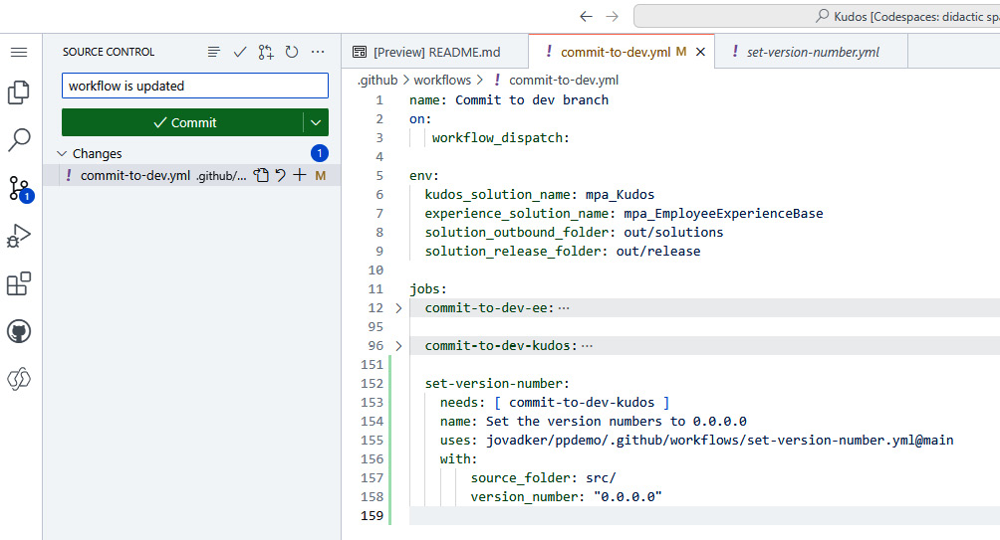 Kudos [Codespaces: didactic spa
SOURCE CONTROL
[Preview] README.md
commit-to-dev.yml M
set-version-number.yml
workflow is updated
Commit
Changes 1
commit-to-dev.yml .github/... M
1
.github > workflows > ! commit-to-dev.yml
1 name: Commit to dev branch
2 on:
3 workflow_dispatch:
4
5 env:
6 kudos_solution_name: mpa_Kudos
7 experience_solution_name: mpa_EmployeeExperienceBase
8 solution_outbound_folder: out/solutions
9 solution_release_folder: out/release
10
11 jobs:
12 commit-to-dev-ee: ...
95
96 commit-to-dev-kudos: ...
151
152 set-version-number:
153 needs: [ commit-to-dev-kudos ]
154 name: Set the version numbers to 0.0.0.0
155 uses: jovadker/ppdemo/.github/workflows/set-version-number.yml@main
156 with:
157 source_folder: src/
158 version_number: "0.0.0.0"
159